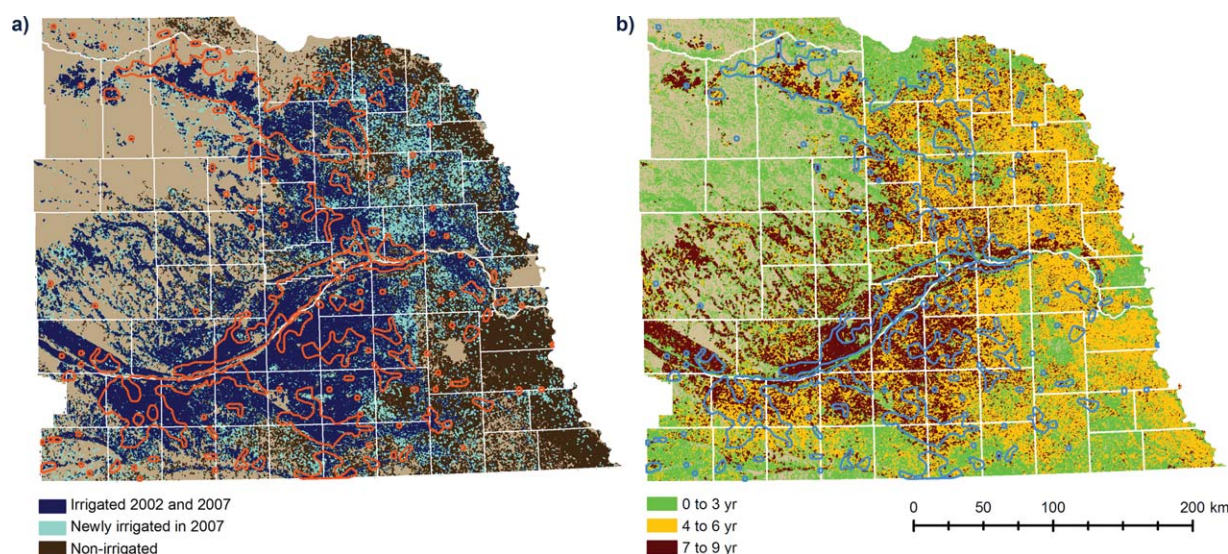 a)
b)
Irrigated 2002 and 2007
Newly irrigated in 2007
Non-irrigated
0 to 3 yr
4 to 6 yr
7 to 9 yr
0 50 100 200 km